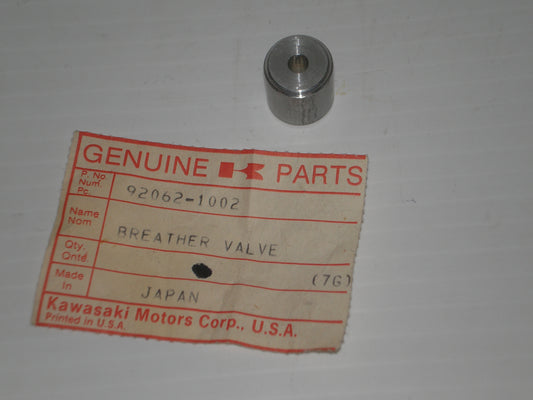 GENUINE K PARTS
P. No.
Num. Pc. 92062-1002
Name
Nom BREATHER VALVE
Qty.
Qnté. (7G)
Made In JAPAN
Kawasaki Motors Corp., U.S.A.
Printed in U.S.A.